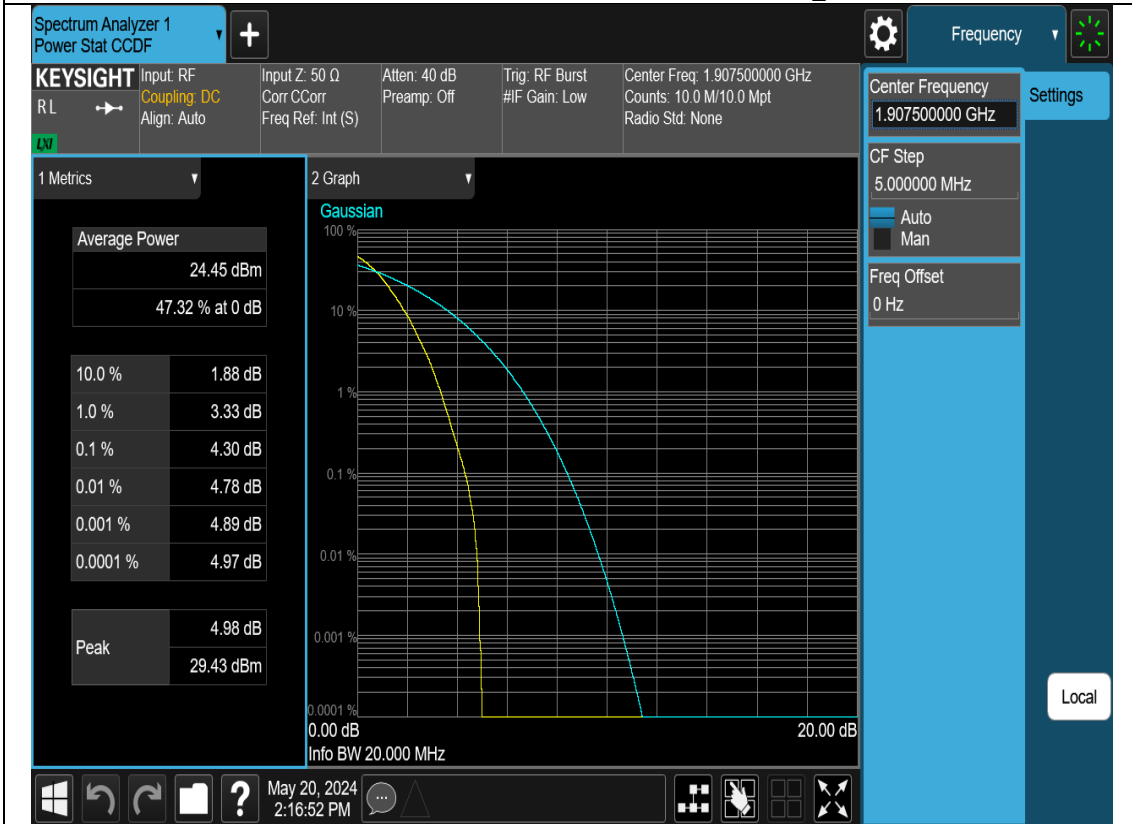 Spectrum Analyzer 1
Power Stat CCDF
Frequency
KEYSIGHT
RL
LXI
Input: RF
Coupling: DC
Align: Auto
Input Z: 50 Ω
Corr CCorr
Freq Ref: Int (S)
Atten: 40 dB
Preamp: Off
Trig: RF Burst
#IF Gain: Low
Center Freq: 1.907500000 GHz
Counts: 10.0 M/10.0 Mpt
Radio Std: None
Center Frequency
1.907500000 GHz
Settings
CF Step
5.000000 MHz
Auto
Man
Freq Offset
0 Hz
1 Metrics
Average Power
24.45 dBm
47.32 % at 0 dB
10.0 % 1.88 dB
1.0 % 3.33 dB
0.1 % 4.30 dB
0.01 % 4.78 dB
0.001 % 4.89 dB
0.0001 % 4.97 dB
Peak
4.98 dB
29.43 dBm
2 Graph
Gaussian
100 %
10 %
1 %
0.1 %
0.01 %
0.001 %
0.0001 %
0.00 dB 20.00 dB
Info BW 20.000 MHz
Local
?
May 20, 2024
2:16:52 PM